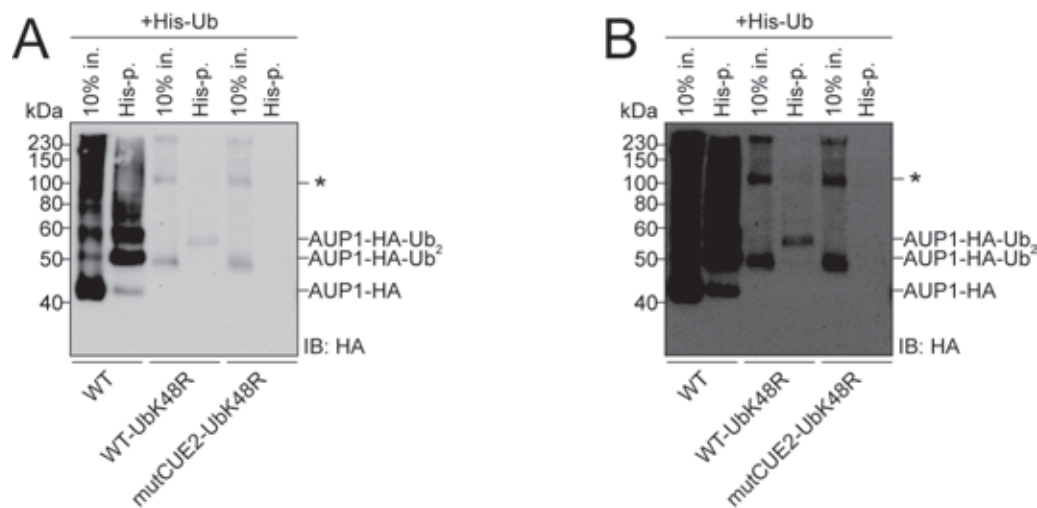 A
+His-Ub
10% in.
His-p.
10% in.
His-p.
10% in.
His-p.
kDa
230
150
100
80
60
50
40
*
AUP1-HA-Ub2
AUP1-HA-Ub
AUP1-HA
IB: HA
WT
WT-UbK48R
mutCUE2-UbK48R
B
+His-Ub
10% in.
His-p.
10% in.
His-p.
10% in.
His-p.
kDa
230
150
100
80
60
50
40
*
AUP1-HA-Ub2
AUP1-HA-Ub
AUP1-HA
IB: HA
WT
WT-UbK48R
mutCUE2-UbK48R